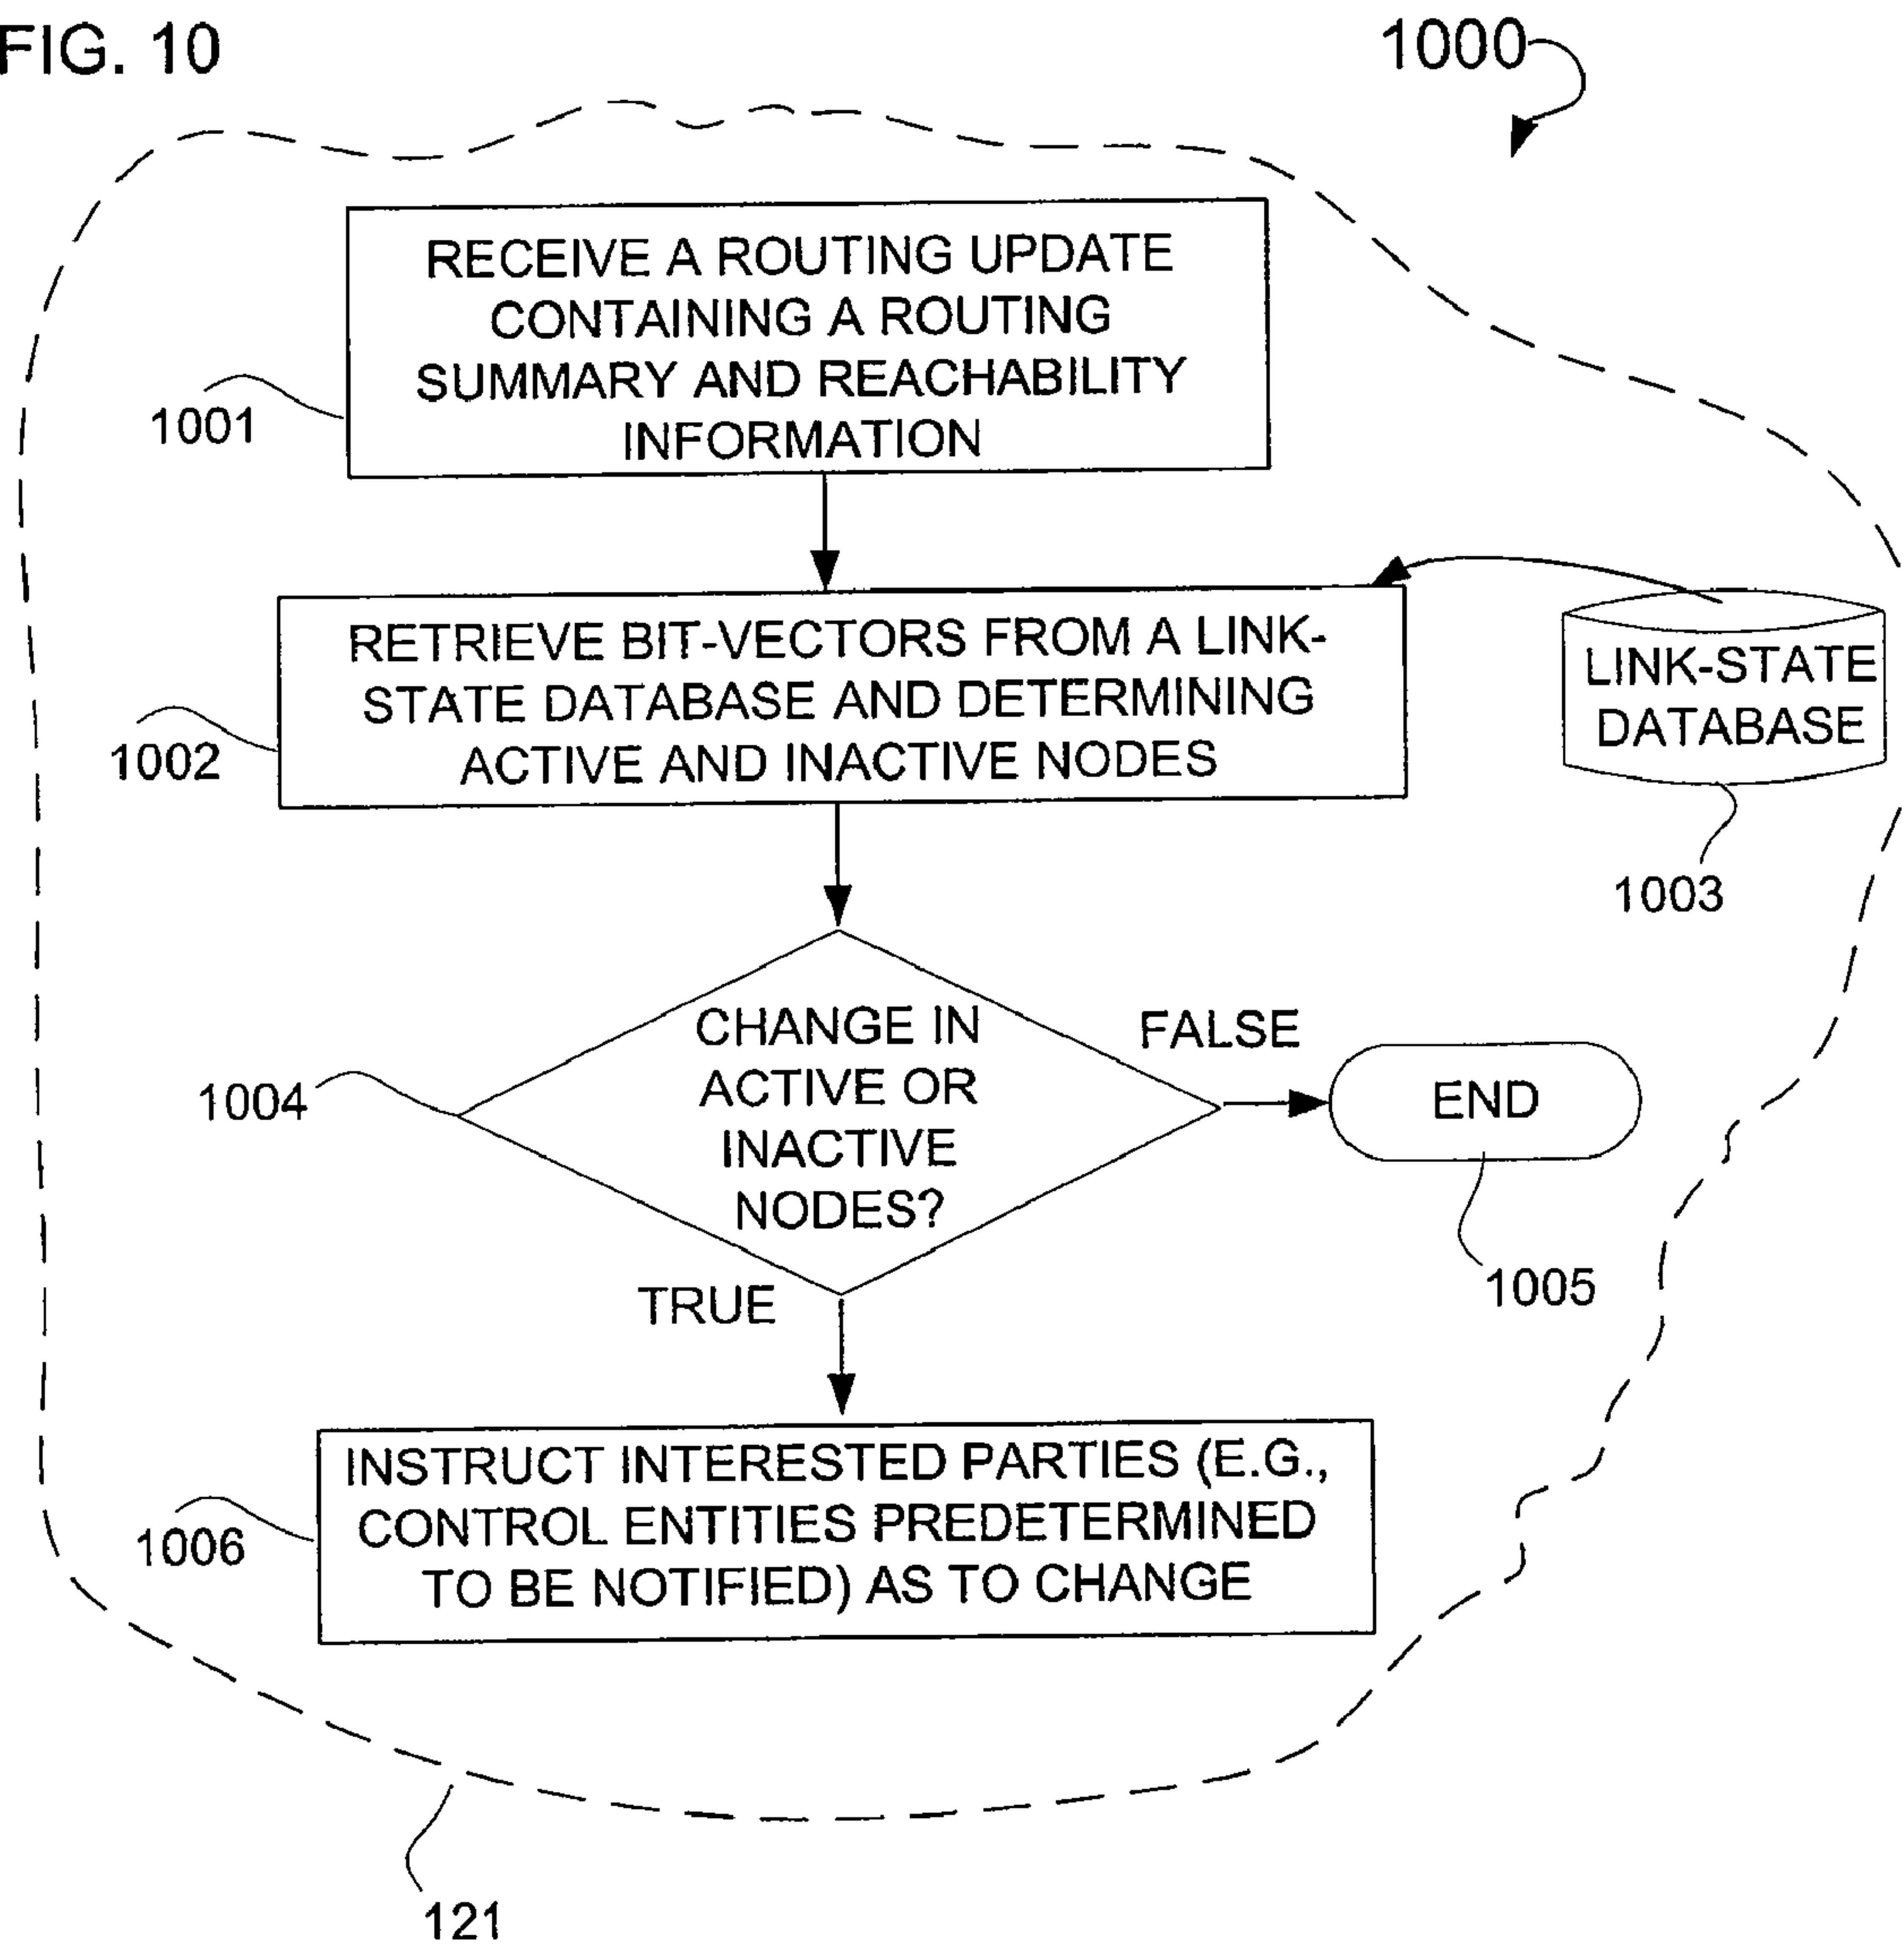 FIG. 10
1000
RECEIVE A ROUTING UPDATE
CONTAINING A ROUTING
SUMMARY AND REACHABILITY
INFORMATION
1001
RETRIEVE BIT-VECTORS FROM A LINK-
STATE DATABASE AND DETERMINING
ACTIVE AND INACTIVE NODES
1002
LINK-STATE
DATABASE
1003
CHANGE IN
ACTIVE OR
INACTIVE
NODES?
1004
FALSE
END
1005
TRUE
INSTRUCT INTERESTED PARTIES (E.G.,
CONTROL ENTITIES PREDETERMINED
TO BE NOTIFIED) AS TO CHANGE
1006
121